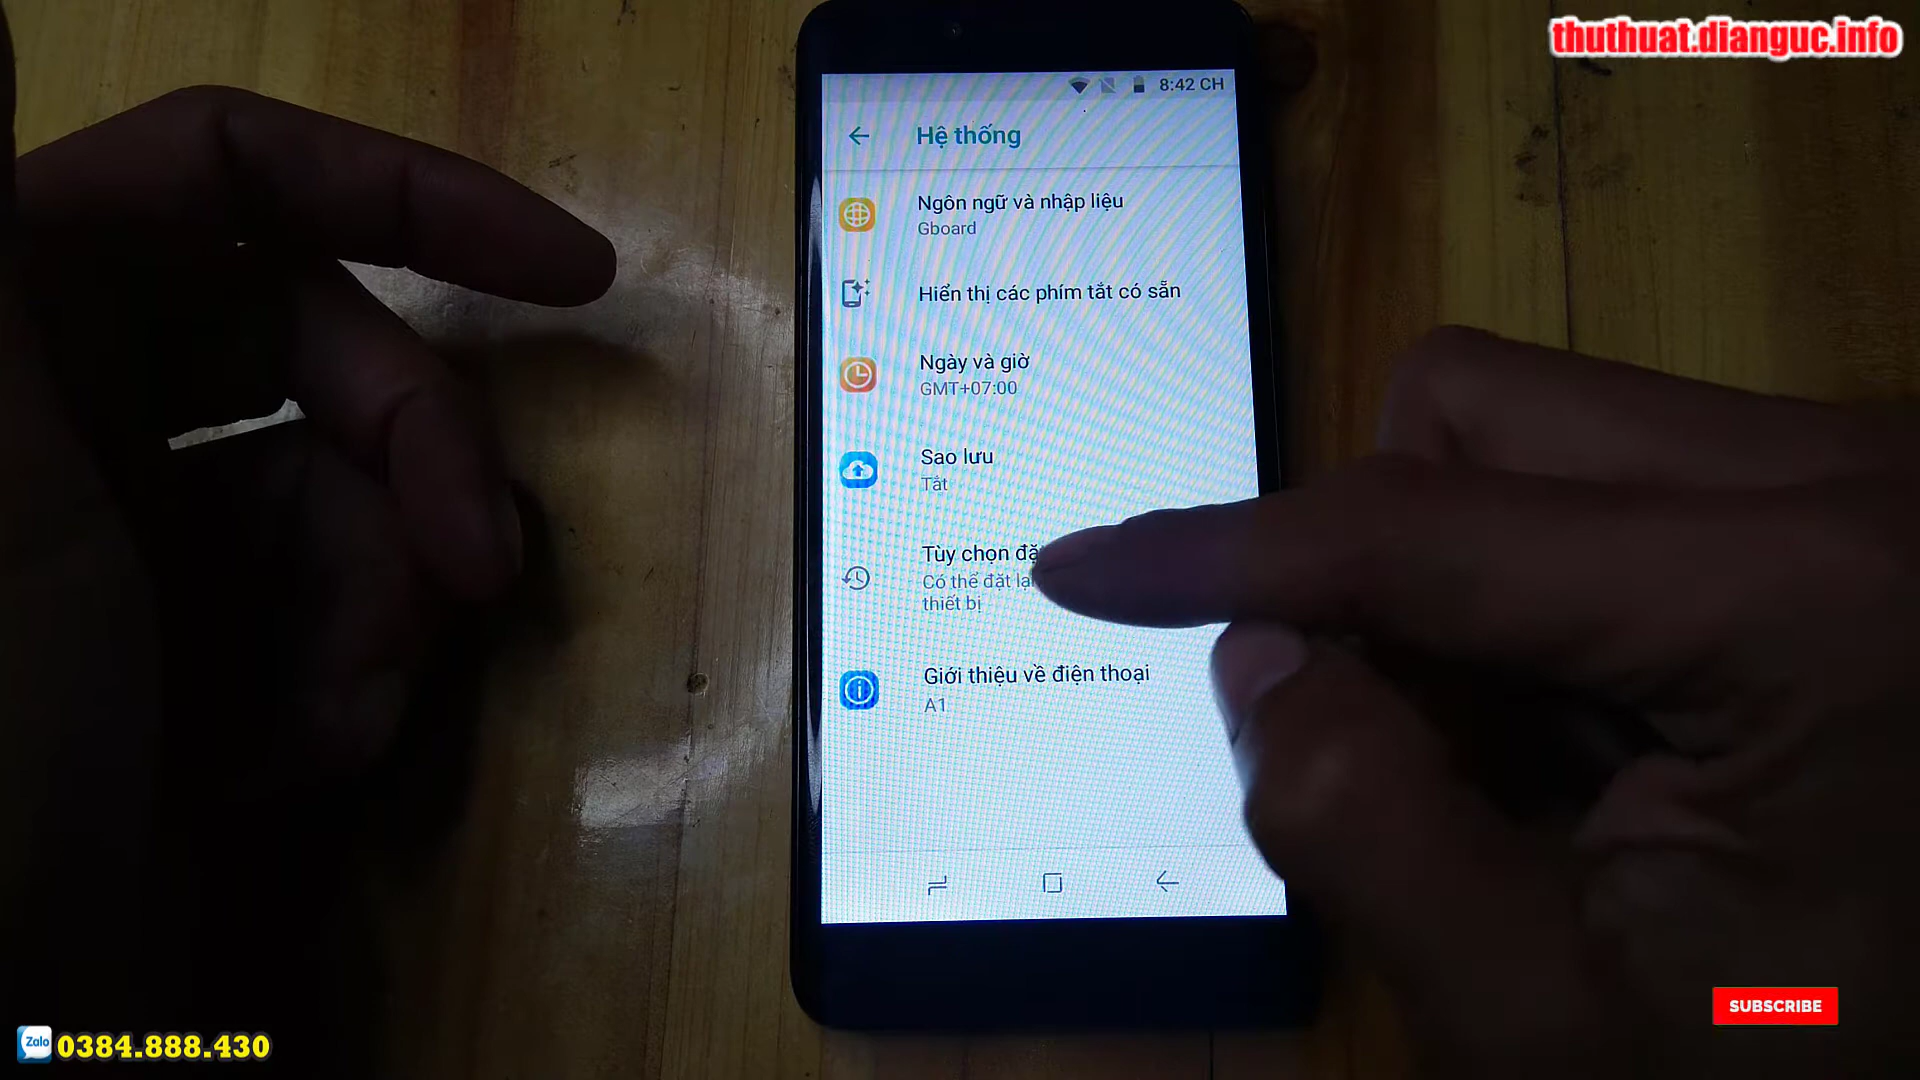 thuthuat.dianguc.info
8:42 CH
Hệ thống
Ngôn ngữ và nhập liệu
Gboard
Hiển thị các phím tắt có sẵn
Ngày và giờ
GMT+07:00
Sao lưu
Tắt
Tùy chọn
Có thể đặt
thiết bị
Giới thiệu về điện thoại
A1
SUBSCRIBE
Zalo 0384.888.430